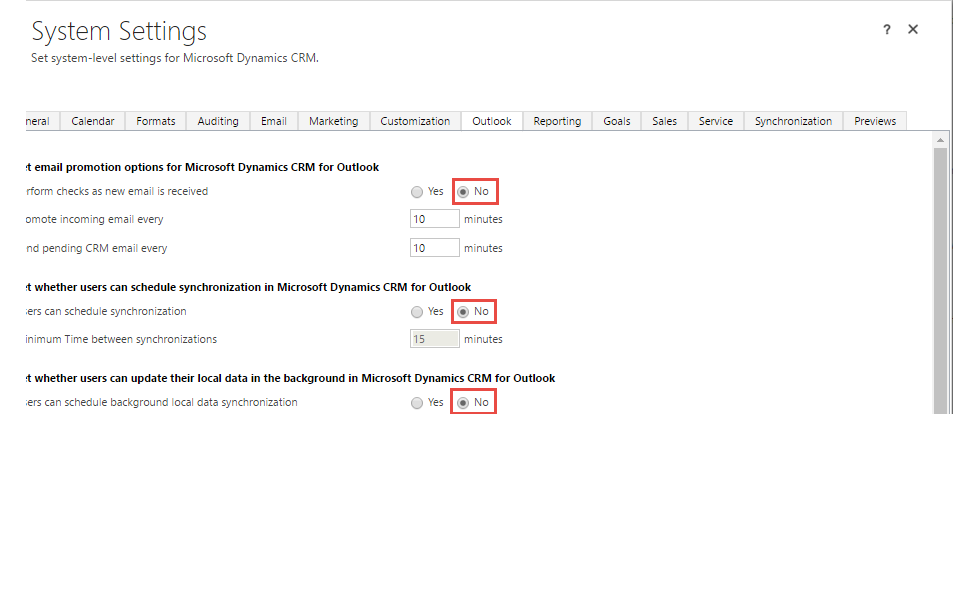 System Settings
? ×
Set system-level settings for Microsoft Dynamics CRM.
neral Calendar Formats Auditing Email Marketing Customization Outlook Reporting Goals Sales Service Synchronization Previews
t email promotion options for Microsoft Dynamics CRM for Outlook
rform checks as new email is received Yes No
omote incoming email every 10 minutes
nd pending CRM email every 10 minutes
t whether users can schedule synchronization in Microsoft Dynamics CRM for Outlook
sers can schedule synchronization Yes No
inimum Time between synchronizations 15 minutes
t whether users can update their local data in the background in Microsoft Dynamics CRM for Outlook
sers can schedule background local data synchronization Yes No